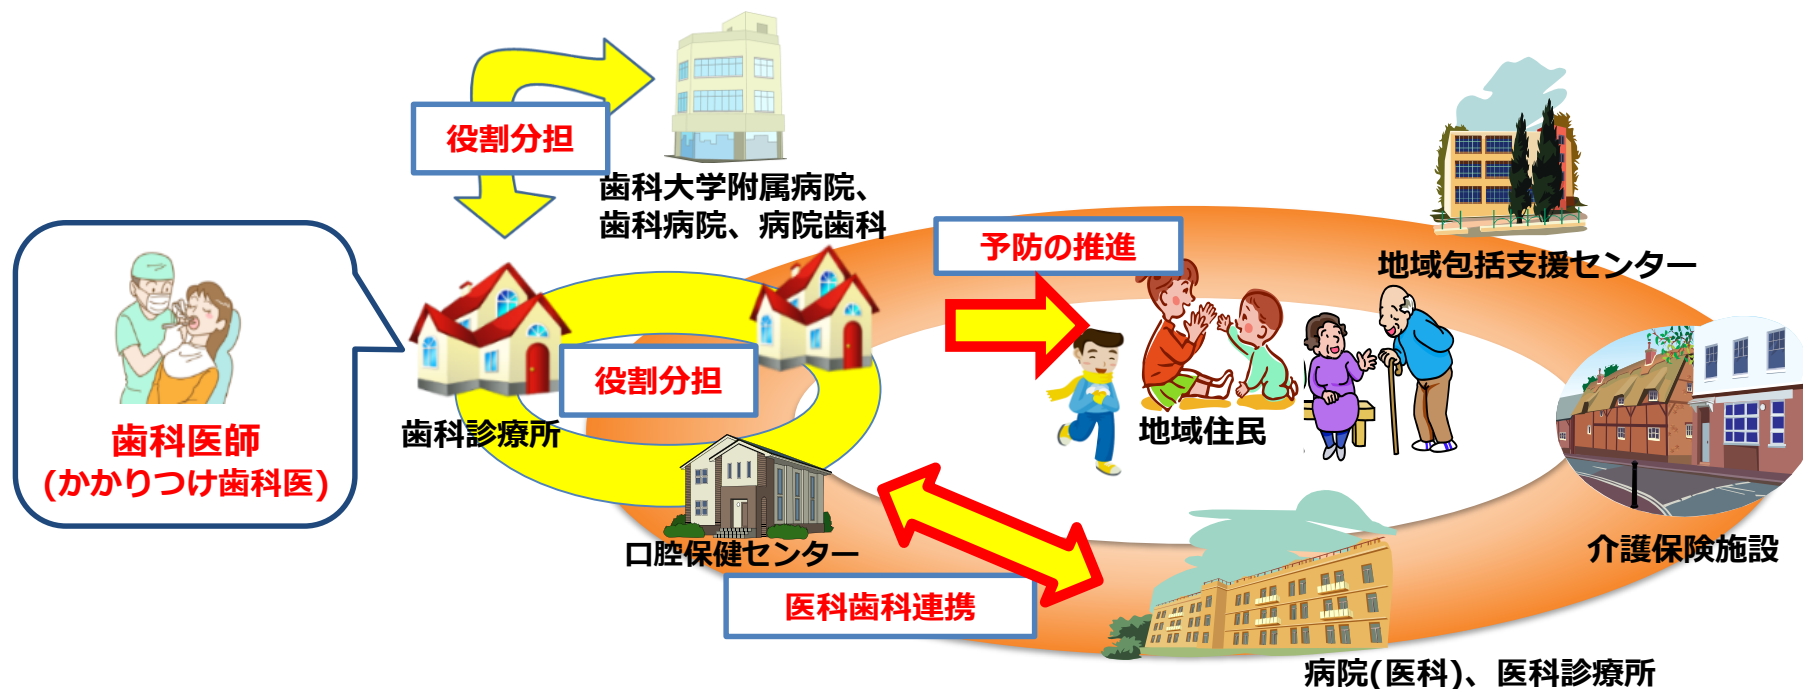 役割分担
歯科大学附属病院、
歯科病院、病院歯科
予防の推進
地域包括支援センター
歯科医師
(かかりつけ歯科医)
役割分担
歯科診療所
地域住民
口腔保健センター
介護保険施設
医科歯科連携
病院(医科)、医科診療所